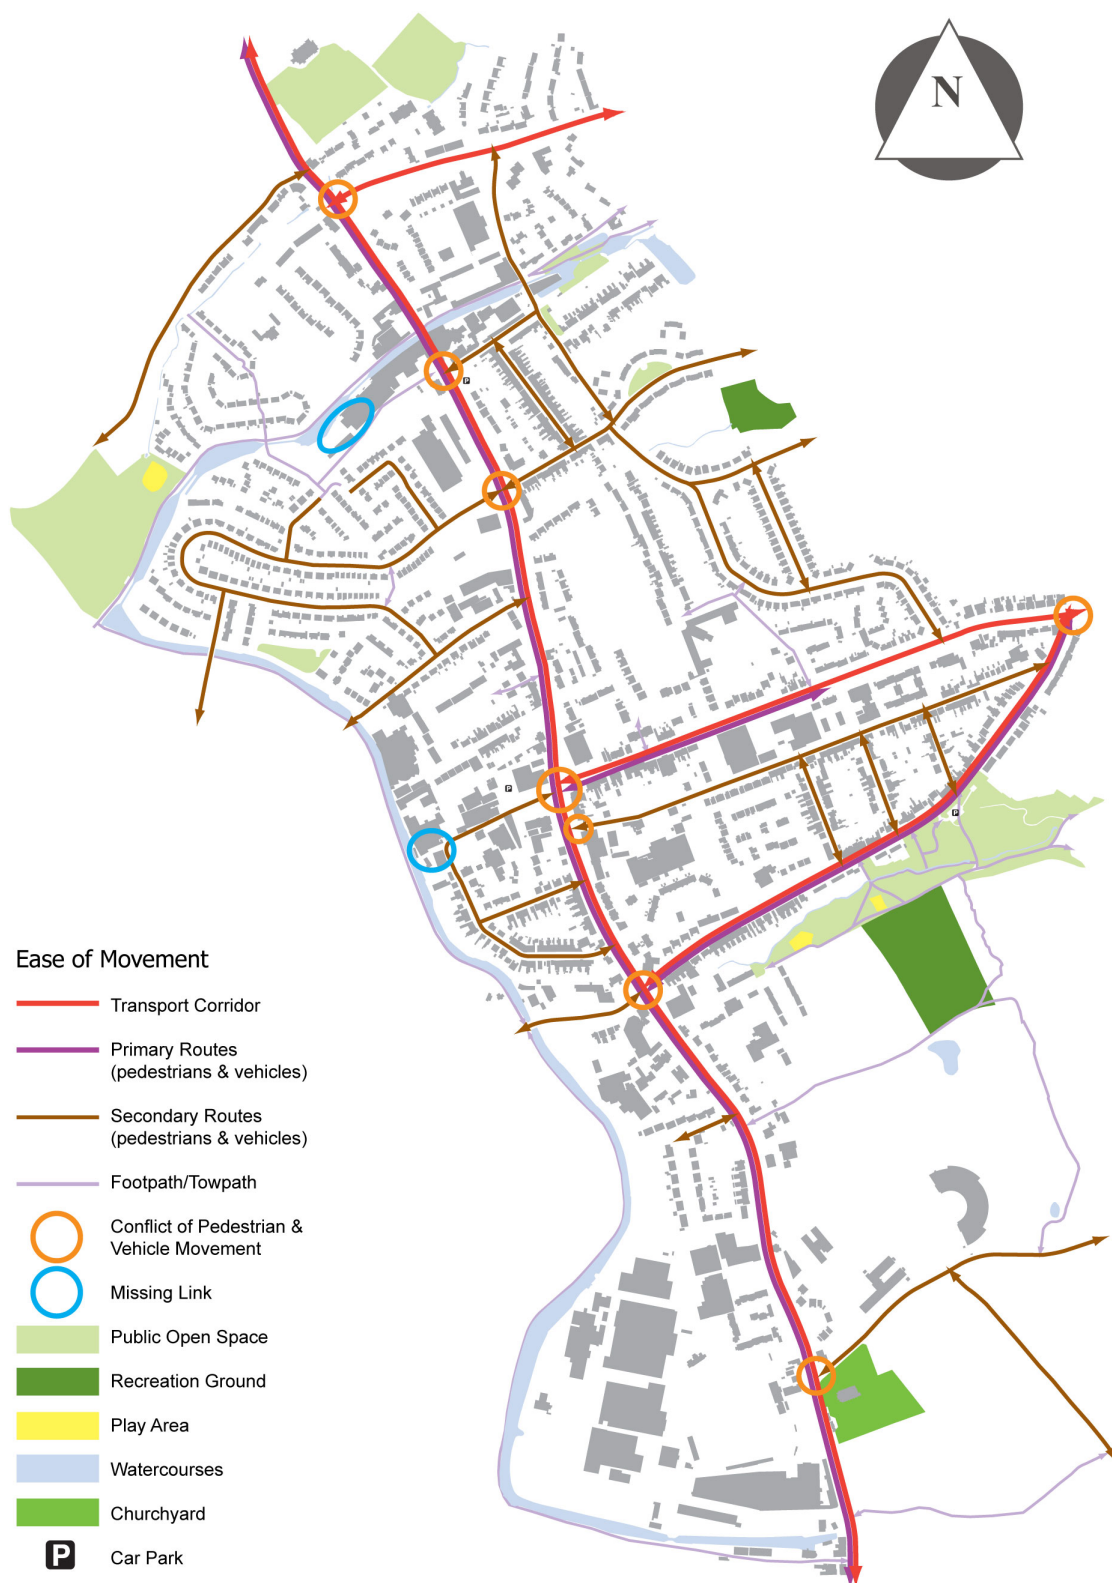 N
P
P
P
Ease of Movement
Transport Corridor
Primary Routes
(pedestrians & vehicles)
Secondary Routes
(pedestrians & vehicles)
Footpath/Towpath
Conflict of Pedestrian &
Vehicle Movement
Missing Link
Public Open Space
Recreation Ground
Play Area
Watercourses
Churchyard
P Car Park